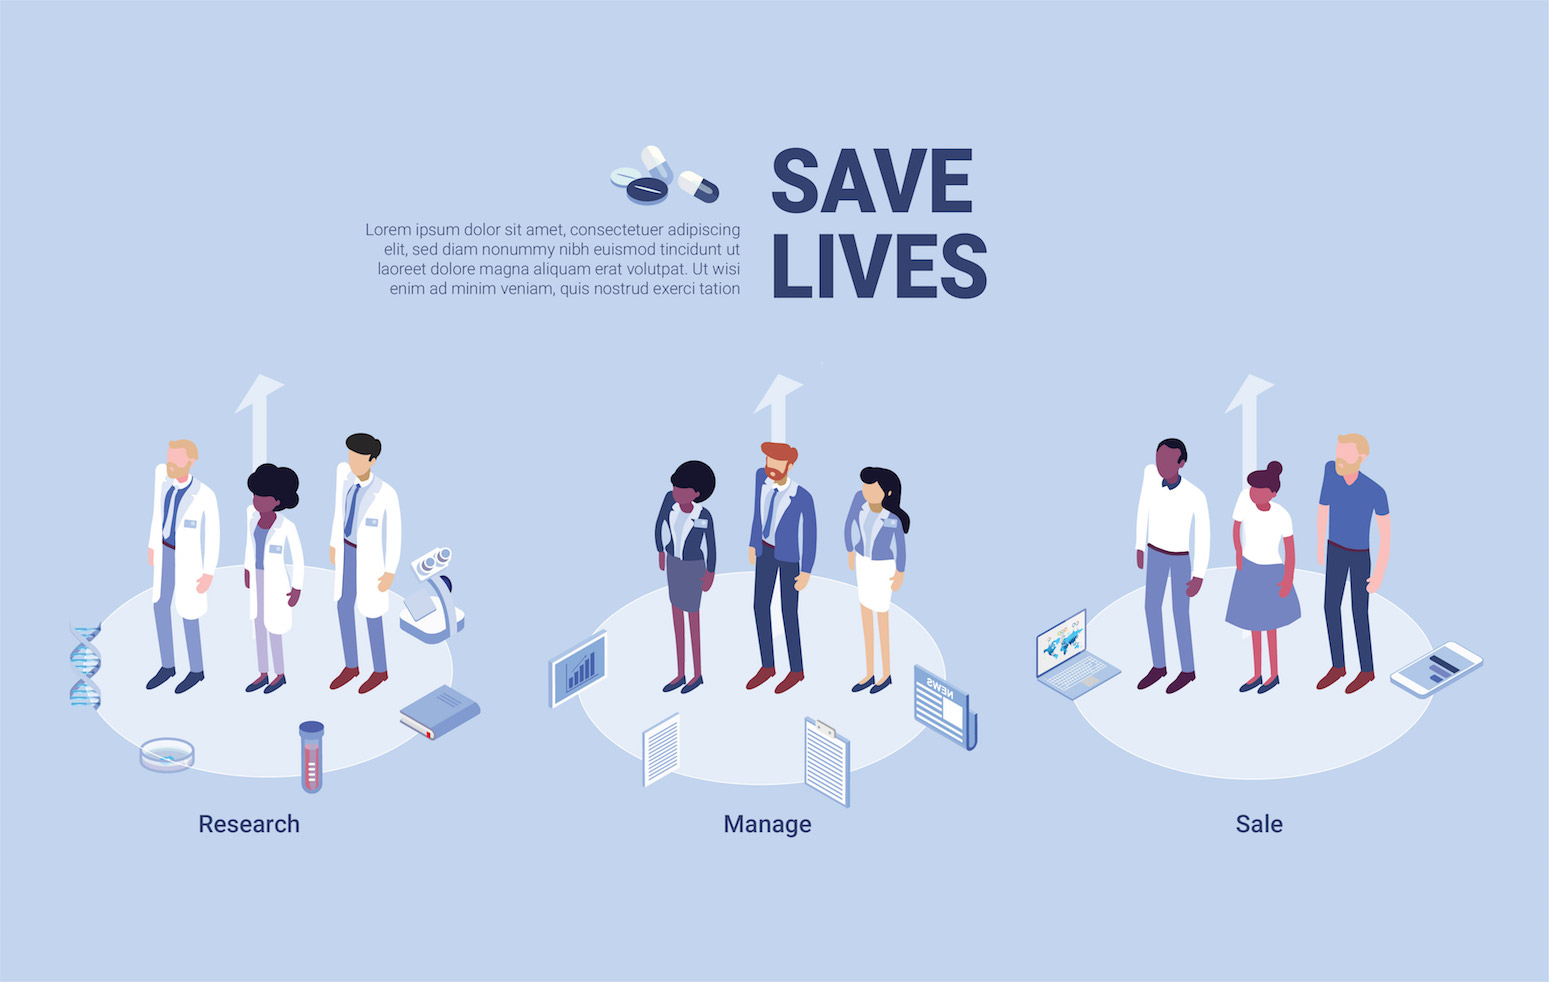 SAVE
LIVES
Lorem ipsum dolor sit amet, consectetuer adipiscing
elit, sed diam nonummy nibh euismod tincidunt ut
laoreet dolore magna aliquam erat volutpat. Ut wisi
enim ad minim veniam, quis nostrud exerci tation
NEWS
Research
Manage
Sale